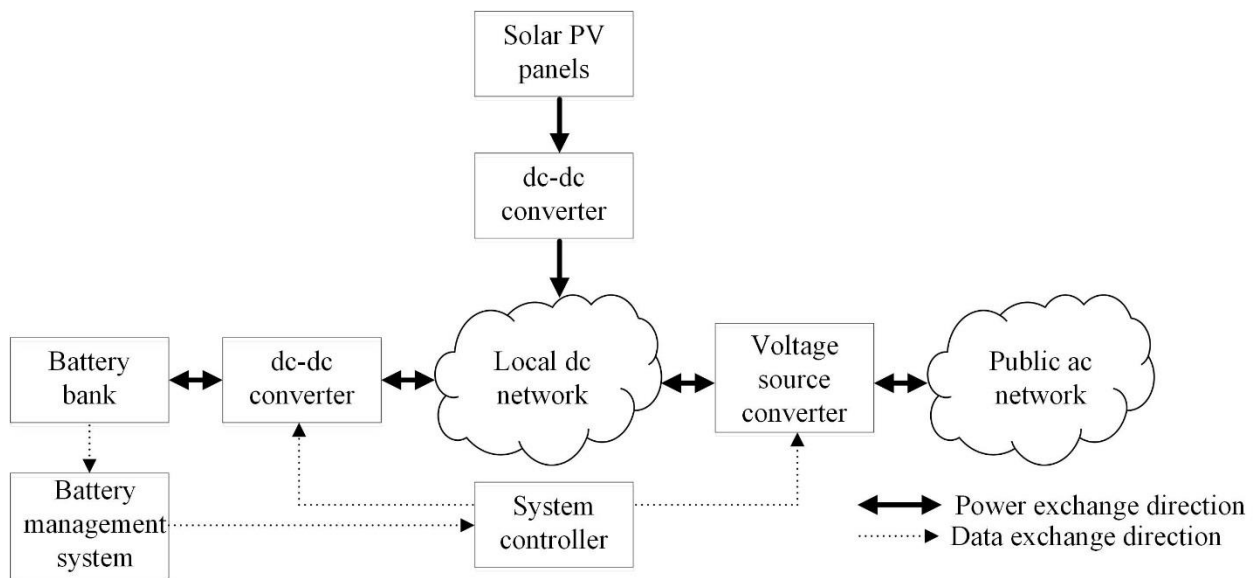 Solar PV
panels
dc-dc
converter
Battery
bank
dc-dc
converter
Local dc
network
Voltage
source
converter
Public ac
network
Battery
management
system
System
controller
Power exchange direction
Data exchange direction